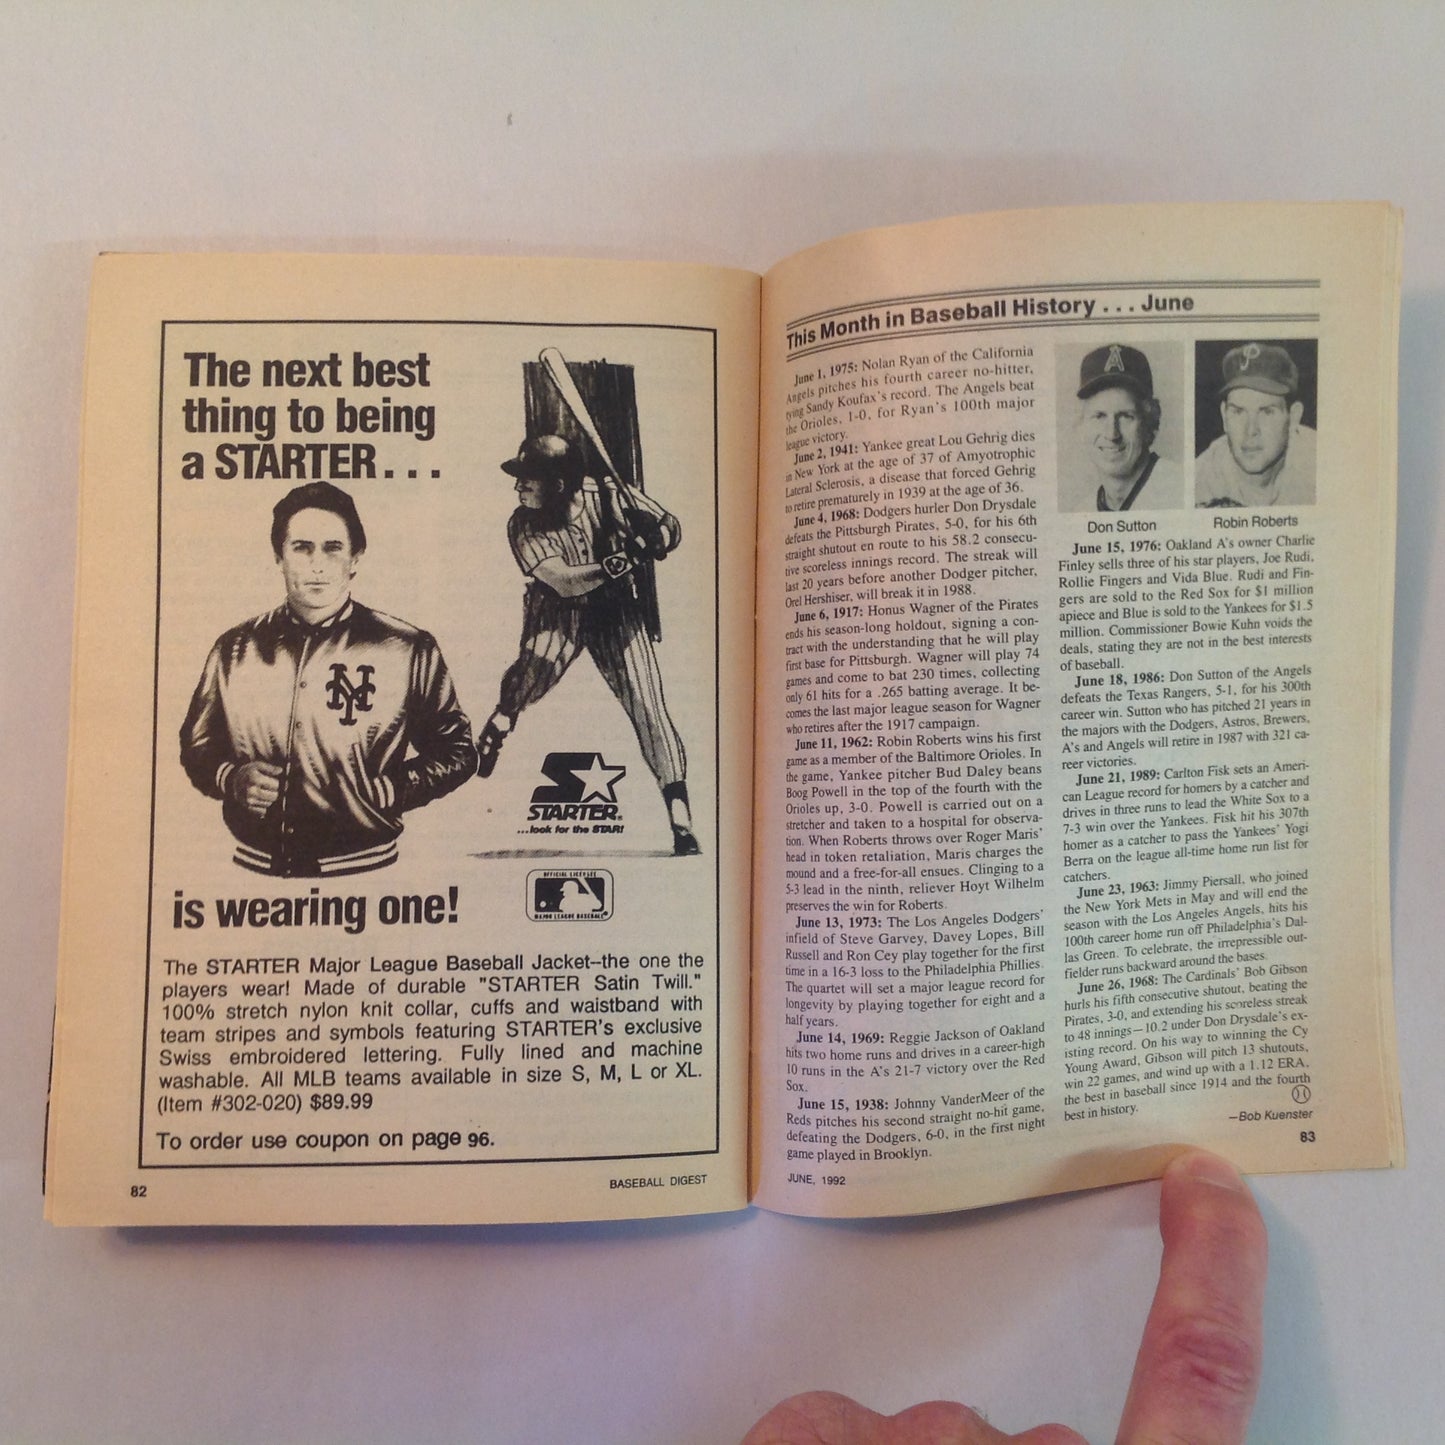 The next best
thing to being
a STARTER...
STARTER®
...look for the STAR!
OFFICIAL LICENSEE
MAJOR LEAGUE BASEBALL®
is wearing one!
The STARTER Major League Baseball Jacket--the one the
players wear! Made of durable "STARTER Satin Twill."
100% stretch nylon knit collar, cuffs and waistband with
team stripes and symbols featuring STARTER's exclusive
Swiss embroidered lettering. Fully lined and machine
washable. All MLB teams available in size S, M, L or XL.
(Item #302-020) $89.99
To order use coupon on page 96.
82
BASEBALL DIGEST
This Month in Baseball History . . . June
June 1, 1975: Nolan Ryan of the California
Angels pitches his fourth career no-hitter,
tying Sandy Koufax's record. The Angels beat
the Orioles, 1-0, for Ryan's 100th major
league victory.
June 2, 1941: Yankee great Lou Gehrig dies
in New York at the age of 37 of Amyotrophic
Lateral Sclerosis, a disease that forced Gehrig
to retire prematurely in 1939 at the age of 36.
June 4, 1968: Dodgers hurler Don Drysdale
defeats the Pittsburgh Pirates, 5-0, for his 6th
straight shutout en route to his 58.2 consecu-
tive scoreless innings record. The streak will
last 20 years before another Dodger pitcher,
Orel Hershiser, will break it in 1988.
June 6, 1917: Honus Wagner of the Pirates
ends his season-long holdout, signing a con-
tract with the understanding that he will play
first base for Pittsburgh. Wagner will play 74
games and come to bat 230 times, collecting
only 61 hits for a .265 batting average. It be-
comes the last major league season for Wagner
who retires after the 1917 campaign.
June 11, 1962: Robin Roberts wins his first
game as a member of the Baltimore Orioles. In
the game, Yankee pitcher Bud Daley beans
Boog Powell in the top of the fourth with the
Orioles up, 3-0. Powell is carried out on a
stretcher and taken to a hospital for observa-
tion. When Roberts throws over Roger Maris'
head in token retaliation, Maris charges the
mound and a free-for-all ensues. Clinging to a
5-3 lead in the ninth, reliever Hoyt Wilhelm
preserves the win for Roberts.
June 13, 1973: The Los Angeles Dodgers'
infield of Steve Garvey, Davey Lopes, Bill
Russell and Ron Cey play together for the first
time in a 16-3 loss to the Philadelphia Phillies.
The quartet will set a major league record for
longevity by playing together for eight and a
half years.
June 14, 1969: Reggie Jackson of Oakland
hits two home runs and drives in a career-high
10 runs in the A's 21-7 victory over the Red
Sox.
June 15, 1938: Johnny VanderMeer of the
Reds pitches his second straight no-hit game,
defeating the Dodgers, 6-0, in the first night
game played in Brooklyn.
JUNE, 1992
Don Sutton
Robin Roberts
June 15, 1976: Oakland A's owner Charlie
Finley sells three of his star players, Joe Rudi,
Rollie Fingers and Vida Blue. Rudi and Fin-
gers are sold to the Red Sox for $1 million
apiece and Blue is sold to the Yankees for $1.5
million. Commissioner Bowie Kuhn voids the
deals, stating they are not in the best interests
of baseball.
June 18, 1986: Don Sutton of the Angels
defeats the Texas Rangers, 5-1, for his 300th
career win. Sutton who has pitched 21 years in
the majors with the Dodgers, Astros, Brewers,
A's and Angels will retire in 1987 with 321 ca-
reer victories.
June 21, 1989: Carlton Fisk sets an Ameri-
can League record for homers by a catcher and
drives in three runs to lead the White Sox to a
7-3 win over the Yankees. Fisk hit his 307th
homer as a catcher to pass the Yankees' Yogi
Berra on the league all-time home run list for
catchers.
June 23, 1963: Jimmy Piersall, who joined
the New York Mets in May and will end the
season with the Los Angeles Angels, hits his
100th career home run off Philadelphia's Dal-
las Green. To celebrate, the irrepressible out-
fielder runs backward around the bases.
June 26, 1968: The Cardinals' Bob Gibson
hurls his fifth consecutive shutout, beating the
Pirates, 3-0, and extending his scoreless streak
to 48 innings—10.2 under Don Drysdale's ex-
isting record. On his way to winning the Cy
Young Award, Gibson will pitch 13 shutouts,
win 22 games, and wind up with a 1.12 ERA,
the best in baseball since 1914 and the fourth
best in history.
—Bob Kuenster
83